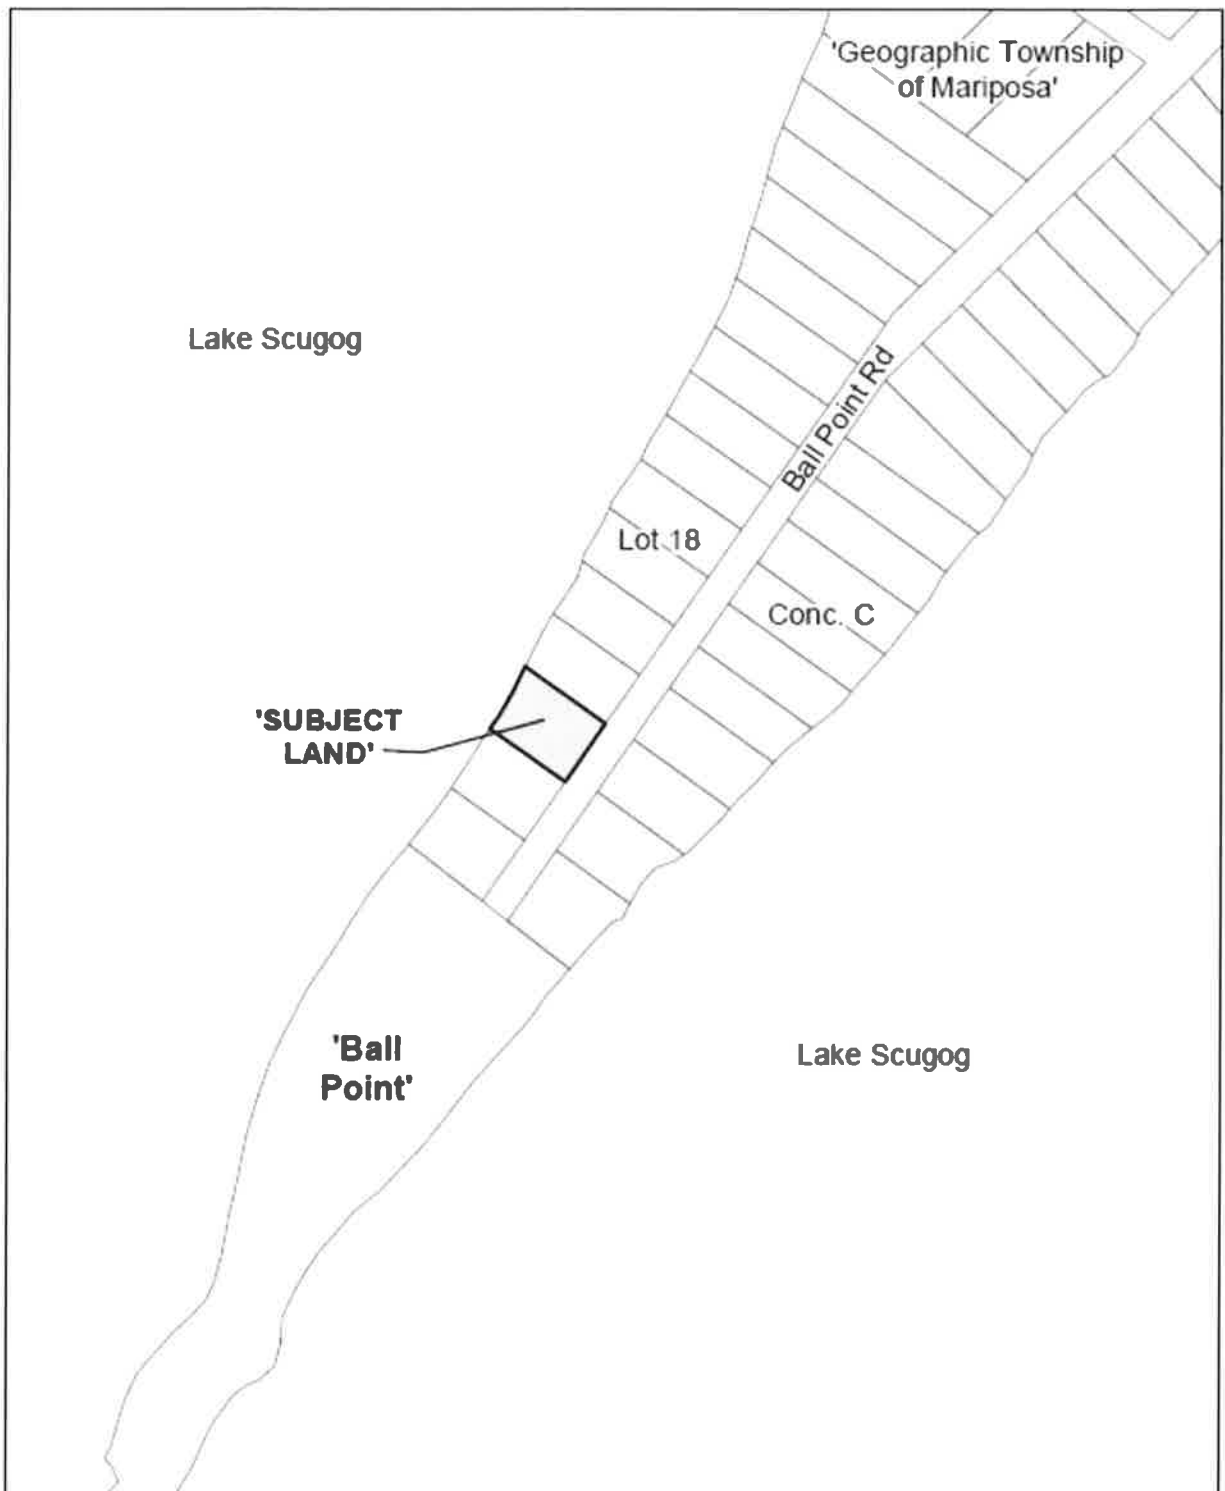 'Geographic Township
of Mariposa'
Lake Scugog
Ball Point Rd
Lot 18
Conc. C
'SUBJECT
LAND'
'Ball
Point'
Lake Scugog